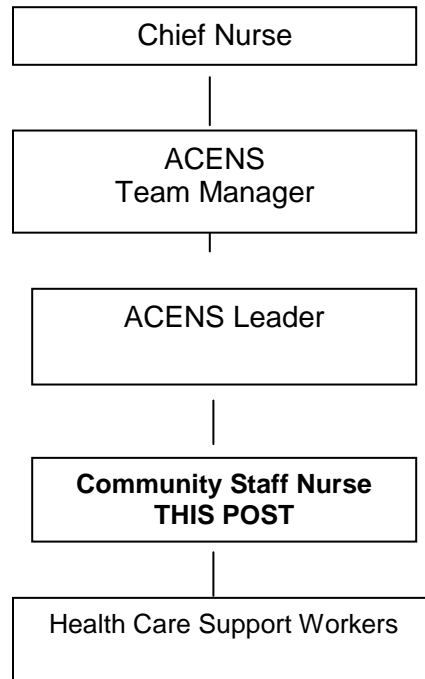 Chief Nurse
ACENS
Team Manager
ACENS Leader
Community Staff Nurse
THIS POST
Health Care Support Workers